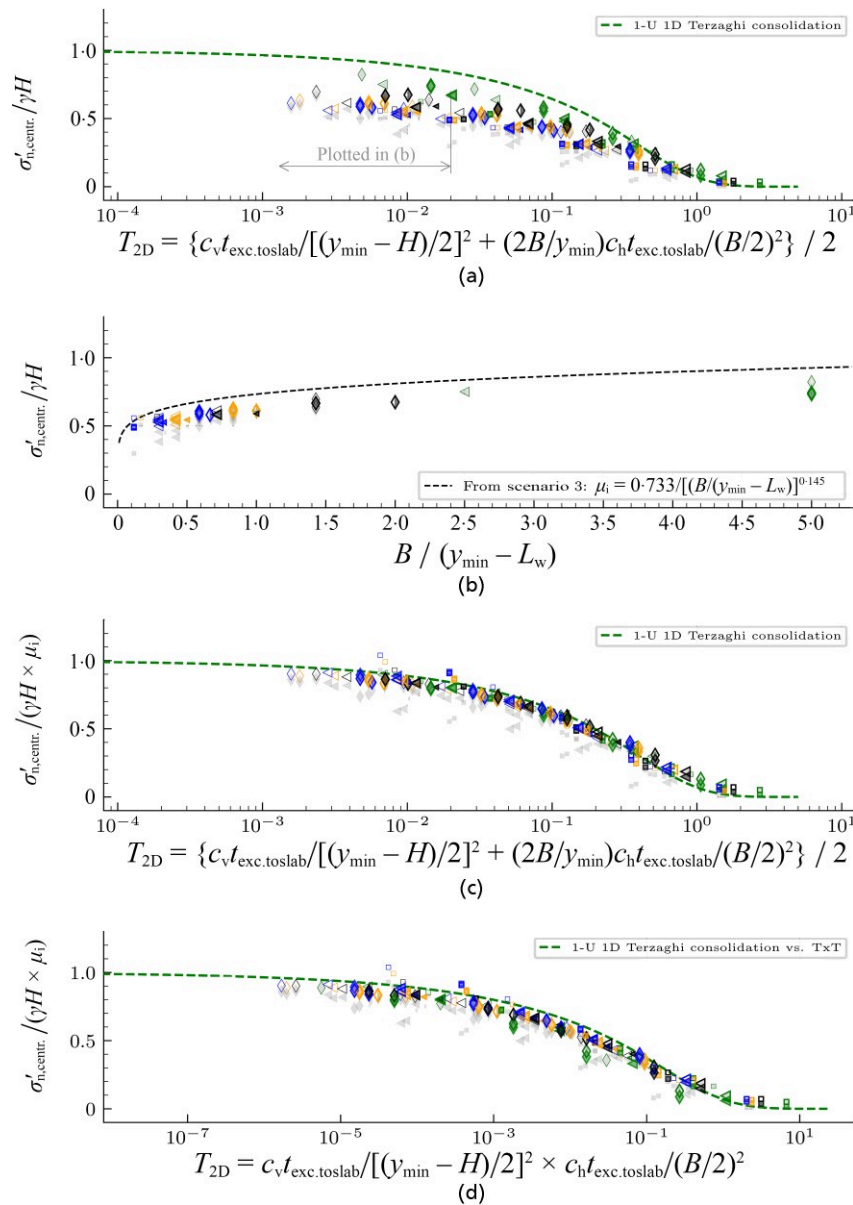 1-U 1D Terzaghi consolidation
σ′n,centr./γH
1·0
0·5
0
Plotted in (b)
10⁻⁴ 10⁻³ 10⁻² 10⁻¹ 10⁰ 10¹
T2D = {cvtexc.toslab/[(ymin – H)/2]² + (2B/ymin)chtexc.toslab/(B/2)²} / 2
(a)
σ′n,centr./γH
1·0
0·5
0
From scenario 3: μi = 0·733/[(B/(ymin – Lw)]⁰·¹⁴⁵
0 0·5 1·0 1·5 2·0 2·5 3·0 3·5 4·0 4·5 5·0
B / (ymin – Lw)
(b)
1-U 1D Terzaghi consolidation
σ′n,centr./(γH × μi)
1·0
0·5
0
10⁻⁴ 10⁻³ 10⁻² 10⁻¹ 10⁰ 10¹
T2D = {cvtexc.toslab/[(ymin – H)/2]² + (2B/ymin)chtexc.toslab/(B/2)²} / 2
(c)
1-U 1D Terzaghi consolidation vs. TxT
σ′n,centr./(γH × μi)
1·0
0·5
0
10⁻⁷ 10⁻⁵ 10⁻³ 10⁻¹ 10¹
T2D = cvtexc.toslab/[(ymin – H)/2]² × chtexc.toslab/(B/2)²
(d)